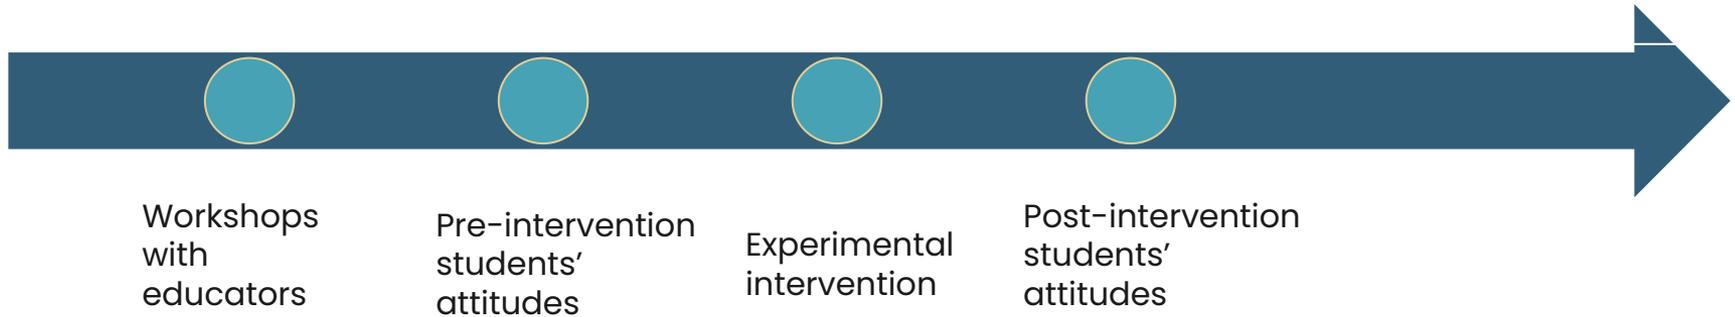 Workshops
with
educators
Pre-intervention
students’
attitudes
Experimental
intervention
Post-intervention
students’
attitudes